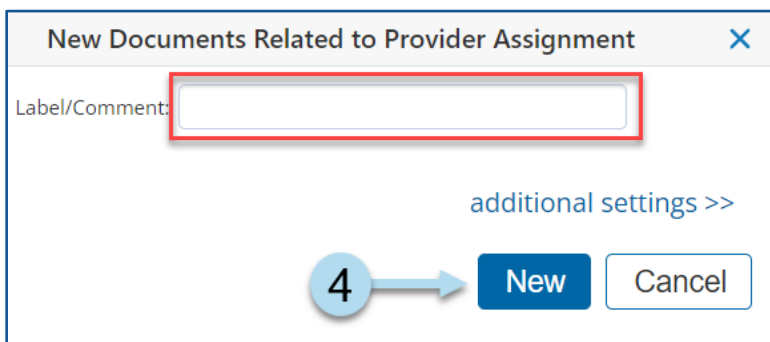 New Documents Related to Provider Assignment
Label/Comment:
additional settings >>
4 New Cancel